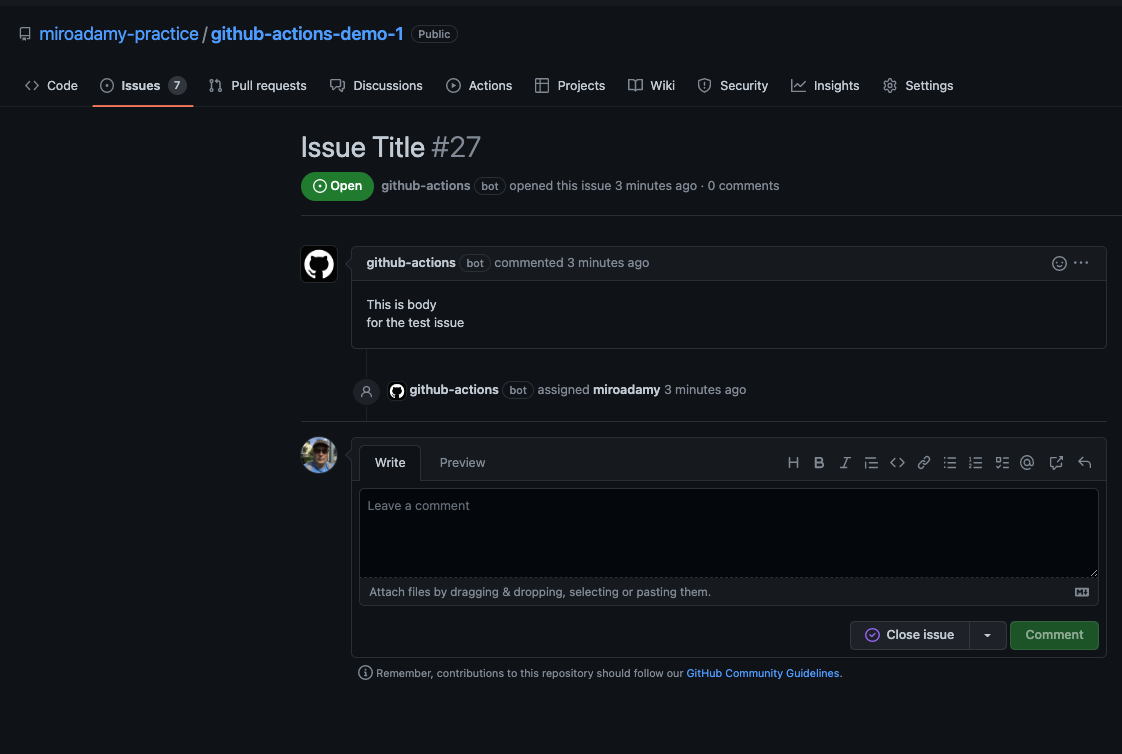 miroadamy-practice / github-actions-demo-1 Public
Code Issues 7 Pull requests Discussions Actions Projects Wiki Security Insights Settings
Issue Title #27
Open github-actions bot opened this issue 3 minutes ago · 0 comments
github-actions bot commented 3 minutes ago
This is body
for the test issue
github-actions bot assigned miroadamy 3 minutes ago
Write Preview
Leave a comment
Attach files by dragging & dropping, selecting or pasting them.
Close issue Comment
Remember, contributions to this repository should follow our GitHub Community Guidelines.